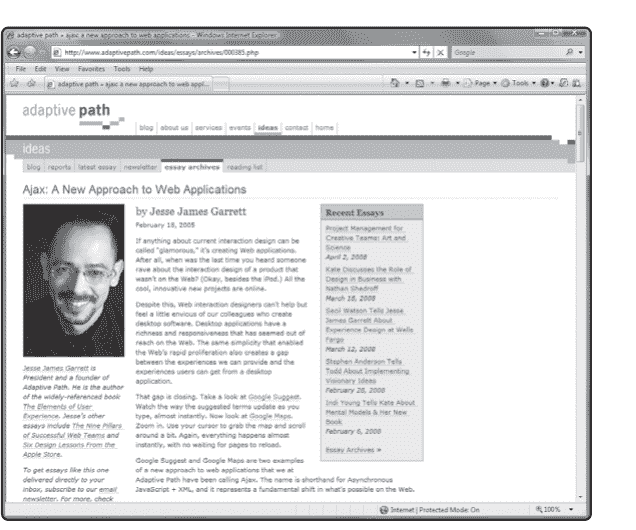 adaptive path » ajax: a new approach to web applications - Windows Internet Explorer
http://www.adaptivepath.com/ideas/essays/archives/000385.php
Google
File Edit View Favorites Tools Help
adaptive path » ajax: a new approach to web appl...
Page Tools
adaptive path
blog about us services events ideas contact home
ideas
blog reports latest essay newsletter essay archives reading list
Ajax: A New Approach to Web Applications
by Jesse James Garrett
February 18, 2005
If anything about current interaction design can be
called "glamorous," it's creating Web applications.
After all, when was the last time you heard someone
rave about the interaction design of a product that
wasn't on the Web? (Okay, besides the iPod.) All the
cool, innovative new projects are online.
Despite this, Web interaction designers can't help but
feel a little envious of our colleagues who create
desktop software. Desktop applications have a
richness and responsiveness that has seemed out of
reach on the Web. The same simplicity that enabled
the Web's rapid proliferation also creates a gap
between the experiences we can provide and the
experiences users can get from a desktop
application.
That gap is closing. Take a look at Google Suggest.
Watch the way the suggested terms update as you
type, almost instantly. Now look at Google Maps.
Zoom in. Use your cursor to grab the map and scroll
around a bit. Again, everything happens almost
instantly, with no waiting for pages to reload.
Google Suggest and Google Maps are two examples
of a new approach to web applications that we at
Adaptive Path have been calling Ajax. The name is shorthand for Asynchronous
JavaScript + XML, and it represents a fundamental shift in what's possible on the Web.
Jesse James Garrett is
President and a founder of
Adaptive Path. He is the author
of the widely-referenced book
The Elements of User
Experience. Jesse's other
essays include The Nine Pillars
of Successful Web Teams and
Six Design Lessons From the
Apple Store.
To get essays like this one
delivered directly to your
inbox, subscribe to our email
newsletter. For more, check
Recent Essays
Project Management for
Creative Teams: Art and
Science
April 2, 2008
Kate Discusses the Role of
Design in Business with
Nathan Shedroff
March 18, 2008
Secil Watson Tells Jesse
James Garrett About
Experience Design at Wells
Fargo
March 12, 2008
Stephen Anderson Tells
Todd About Implementing
Visionary Ideas
February 28, 2008
Indi Young Tells Kate About
Mental Models & Her New
Book
February 6, 2008
Essay Archives »
Internet | Protected Mode: On
100%